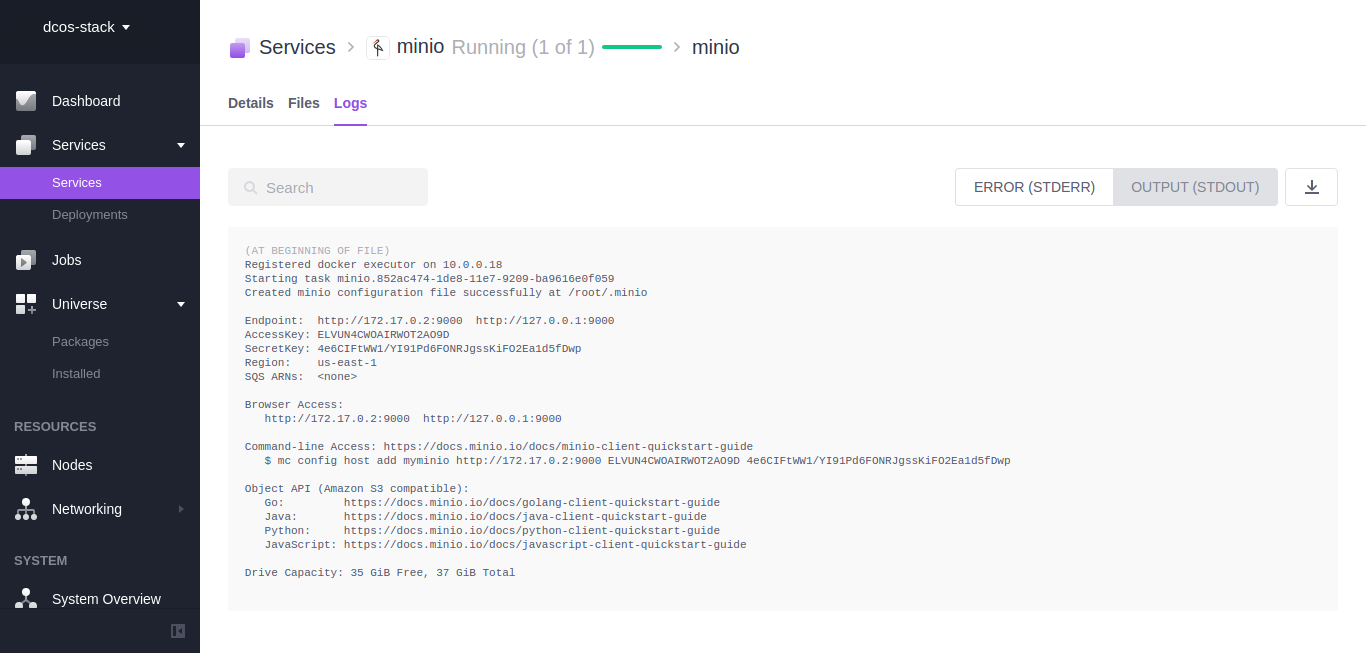 dcos-stack
Dashboard
Services
Services
Deployments
Jobs
Universe
Packages
Installed
RESOURCES
Nodes
Networking
SYSTEM
System Overview
Services minio Running (1 of 1) minio
Details Files Logs
Search
ERROR (STDERR) OUTPUT (STDOUT)
(AT BEGINNING OF FILE)
Registered docker executor on 10.0.0.18
Starting task minio.852ac474-1de8-11e7-9209-ba9616e0f059
Created minio configuration file successfully at /root/.minio
Endpoint:  http://172.17.0.2:9000  http://127.0.0.1:9000
AccessKey: ELVUN4CWOAIRWOT2AO9D
SecretKey: 4e6CIFtWW1/YI91Pd6FONRJgssKiFO2Ea1d5fDwp
Region:    us-east-1
SQS ARNs:  <none>
Browser Access:
http://172.17.0.2:9000  http://127.0.0.1:9000
Command-line Access: https://docs.minio.io/docs/minio-client-quickstart-guide
$ mc config host add myminio http://172.17.0.2:9000 ELVUN4CWOAIRWOT2AO9D 4e6CIFtWW1/YI91Pd6FONRJgssKiFO2Ea1d5fDwp
Object API (Amazon S3 compatible):
Go:         https://docs.minio.io/docs/golang-client-quickstart-guide
Java:       https://docs.minio.io/docs/java-client-quickstart-guide
Python:     https://docs.minio.io/docs/python-client-quickstart-guide
JavaScript: https://docs.minio.io/docs/javascript-client-quickstart-guide
Drive Capacity: 35 GiB Free, 37 GiB Total